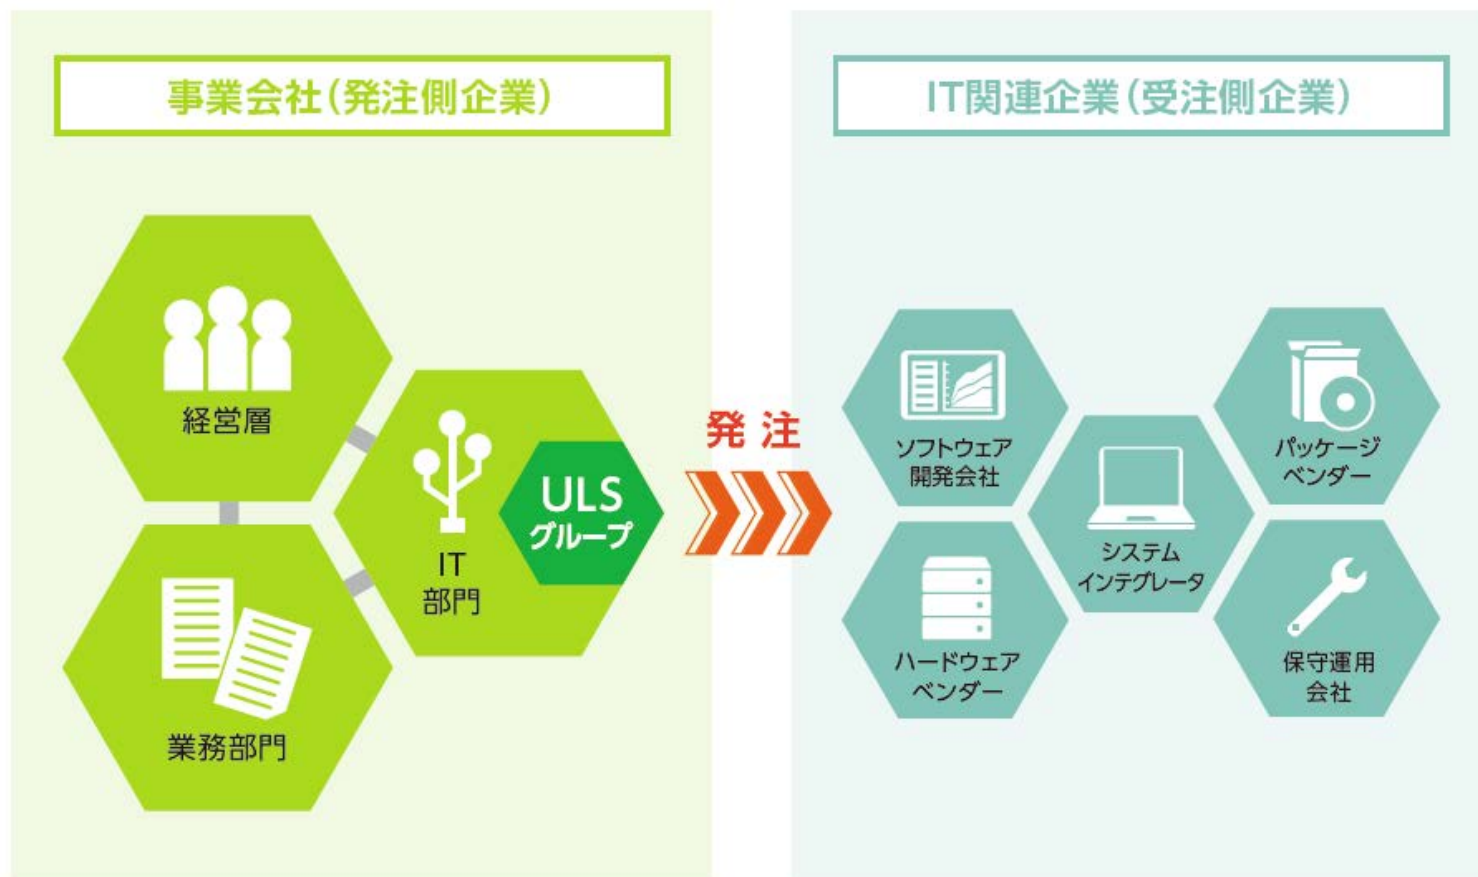 事業会社(発注側企業)
経営層
業務部門
IT
部門
ULS
グループ
発注
IT関連企業(受注側企業)
ソフトウェア
開発会社
パッケージ
ベンダー
システム
インテグレータ
ハードウェア
ベンダー
保守運用
会社